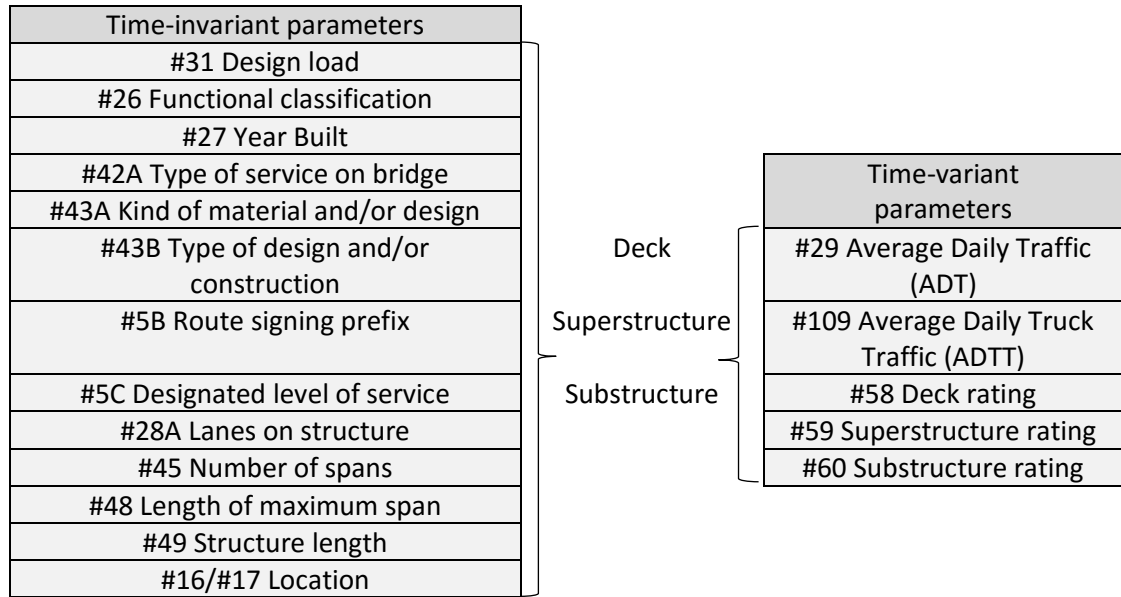 Time-invariant parameters
#31 Design load
#26 Functional classification
#27 Year Built
#42A Type of service on bridge
#43A Kind of material and/or design
#43B Type of design and/or
construction
#5B Route signing prefix
#5C Designated level of service
#28A Lanes on structure
#45 Number of spans
#48 Length of maximum span
#49 Structure length
#16/#17 Location
Deck
Superstructure
Substructure
Time-variant
parameters
#29 Average Daily Traffic
(ADT)
#109 Average Daily Truck
Traffic (ADTT)
#58 Deck rating
#59 Superstructure rating
#60 Substructure rating